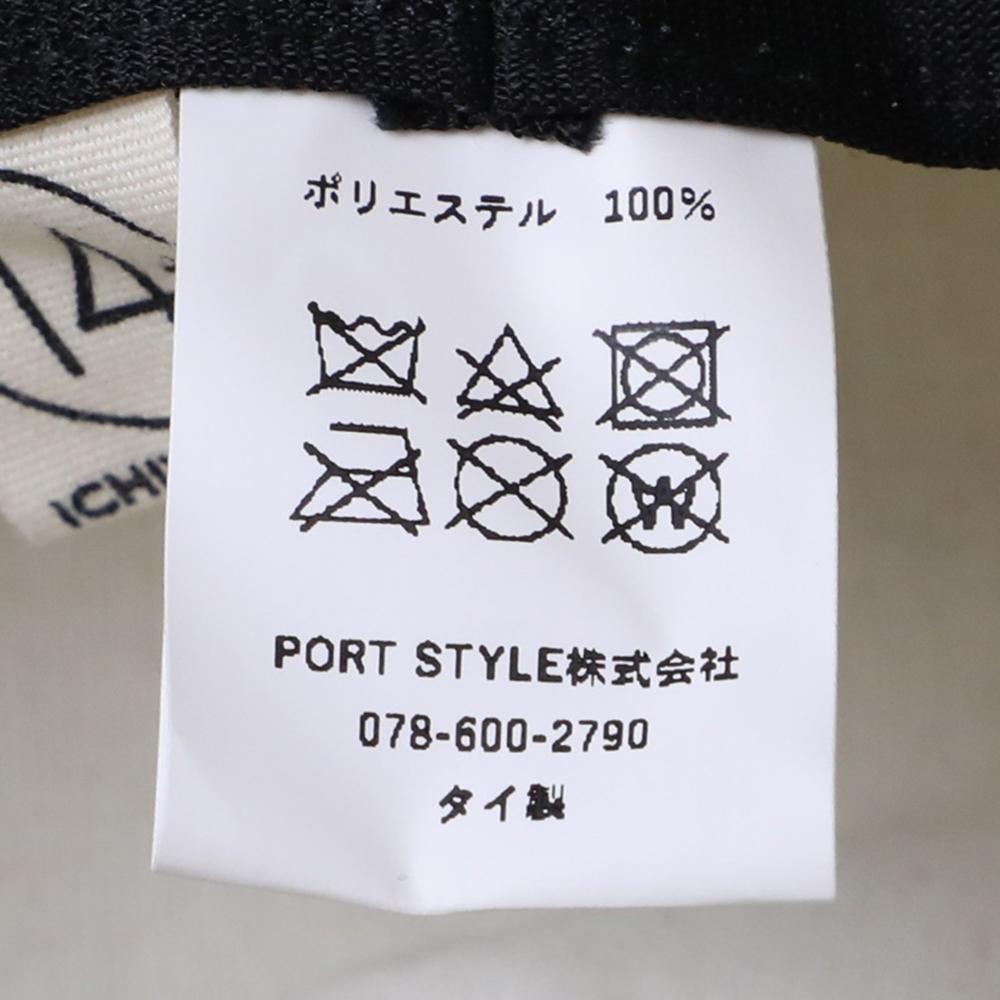 ポリエステル 100%
14
W
PORT STYLE株式会社
078-600-2790
タイ製